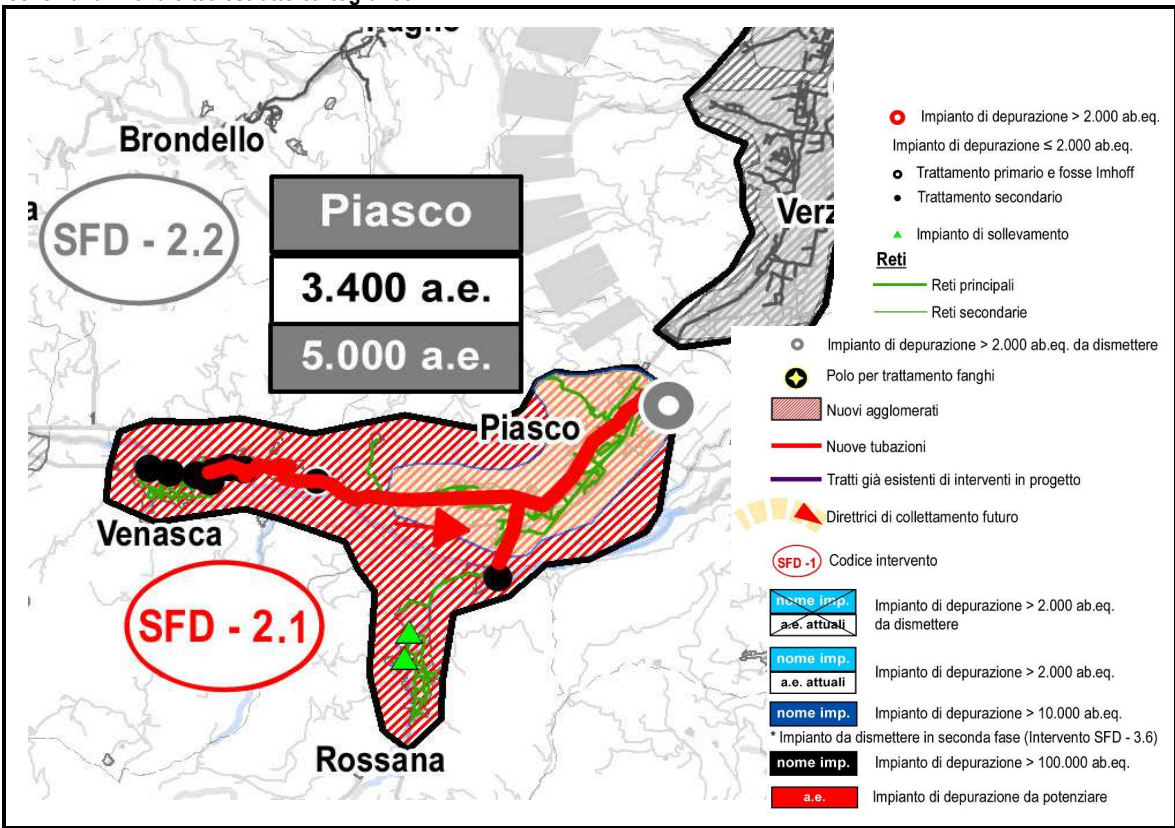 Brondello
SFD - 2.2
Piasco
3.400 a.e.
5.000 a.e.
Verz
Piasco
Venasca
SFD - 2.1
Rossana
Impianto di depurazione > 2.000 ab.eq.
Impianto di depurazione ≤ 2.000 ab.eq.
Trattamento primario e fosse Imhoff
Trattamento secondario
Impianto di sollevamento
Reti
Reti principali
Reti secondarie
Impianto di depurazione > 2.000 ab.eq. da dismettere
Polo per trattamento fanghi
Nuovi agglomerati
Nuove tubazioni
Tratti già esistenti di interventi in progetto
Direttrici di collettamento futuro
SFD -1 Codice intervento
nome imp.
a.e. attuali
Impianto di depurazione > 2.000 ab.eq.
da dismettere
nome imp.
a.e. attuali
Impianto di depurazione > 2.000 ab.eq.
nome imp. Impianto di depurazione > 10.000 ab.eq.
* Impianto da dismettere in seconda fase (Intervento SFD - 3.6)
nome imp. Impianto di depurazione > 100.000 ab.eq.
a.e. Impianto di depurazione da potenziare